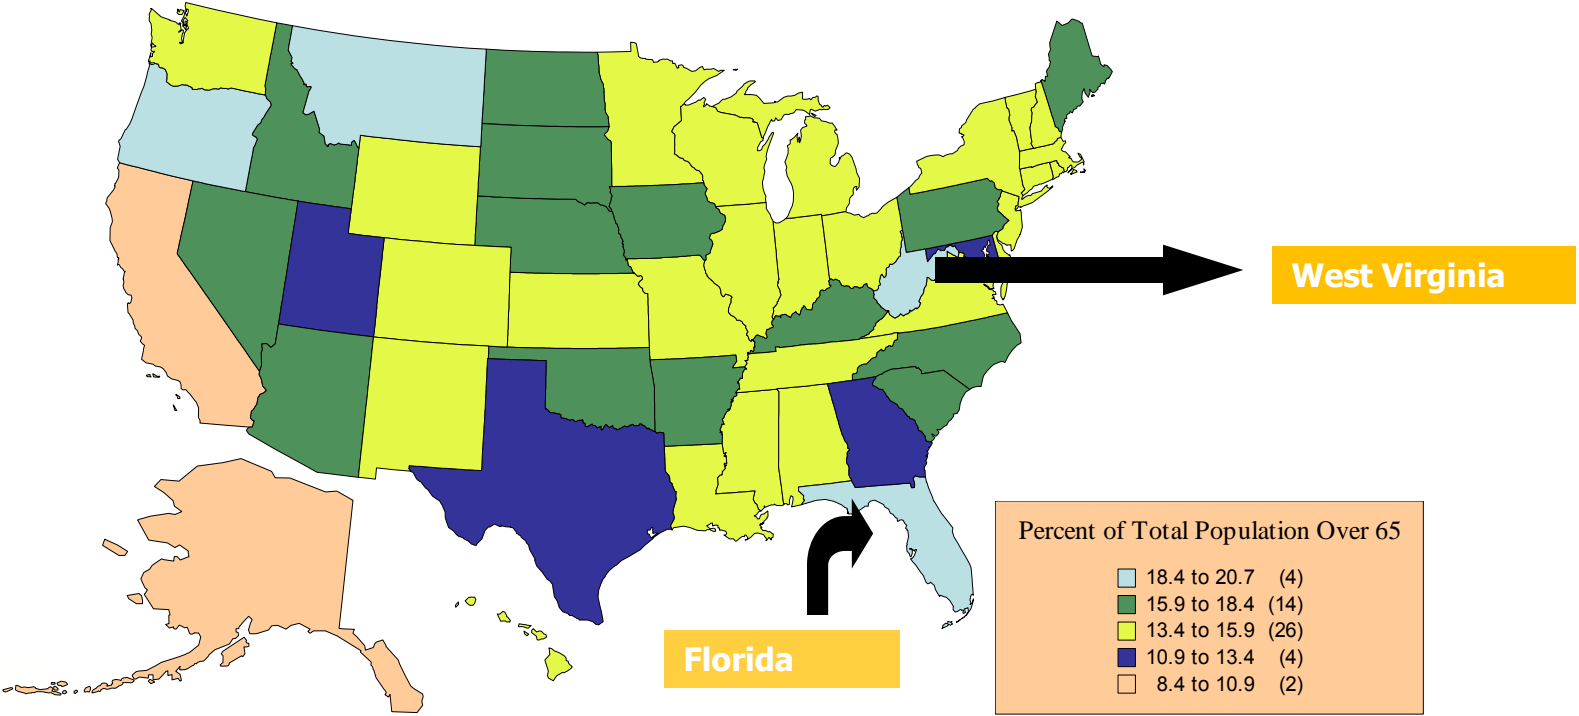 West Virginia
Percent of Total Population Over 65
18.4 to 20.7 (4)
15.9 to 18.4 (14)
13.4 to 15.9 (26)
10.9 to 13.4 (4)
8.4 to 10.9 (2)
Florida